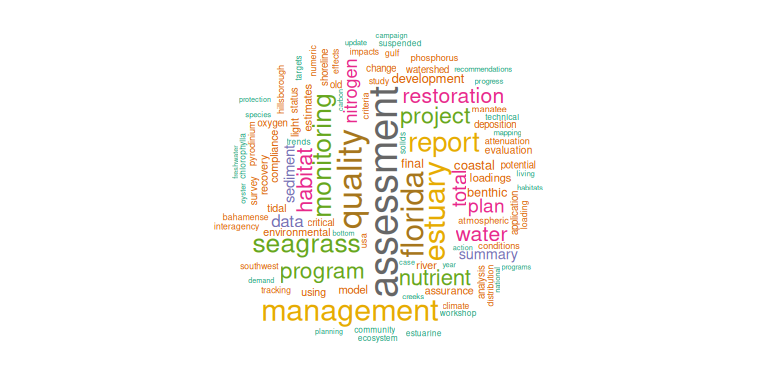 campaign
update
suspended
impacts
gulf
phosphorus
numeric
shoreline
effects
targets
change
watershed
recommendations
study
development
progress
old
nitrogen
carbon
criteria
restoration
hillsborough
status
estimates
protection
species
light
oxygen
monitoring
quality
assessment
project
manatee
technical
deposition
mapping
solids
report
attenuation
evaluation
trends
freshwater
chlorophylla
pyrodinium
compliance
recovery
survey
oyster
sediment
habitat
final
florida
estuary
coastal
potential
total
loadings
living
benthic
habitats
tidal
plan
application
loading
bahamense
interagency
data
critical
environmental
bottom
usa
atmospheric
water
seagrass
action
conditions
summary
case
river
year
programs
southwest
program
nutrient
demand
tracking
using
model
assurance
analysis
distribution
national
creeks
management
climate
workshop
planning
community
ecosystem
estuarine